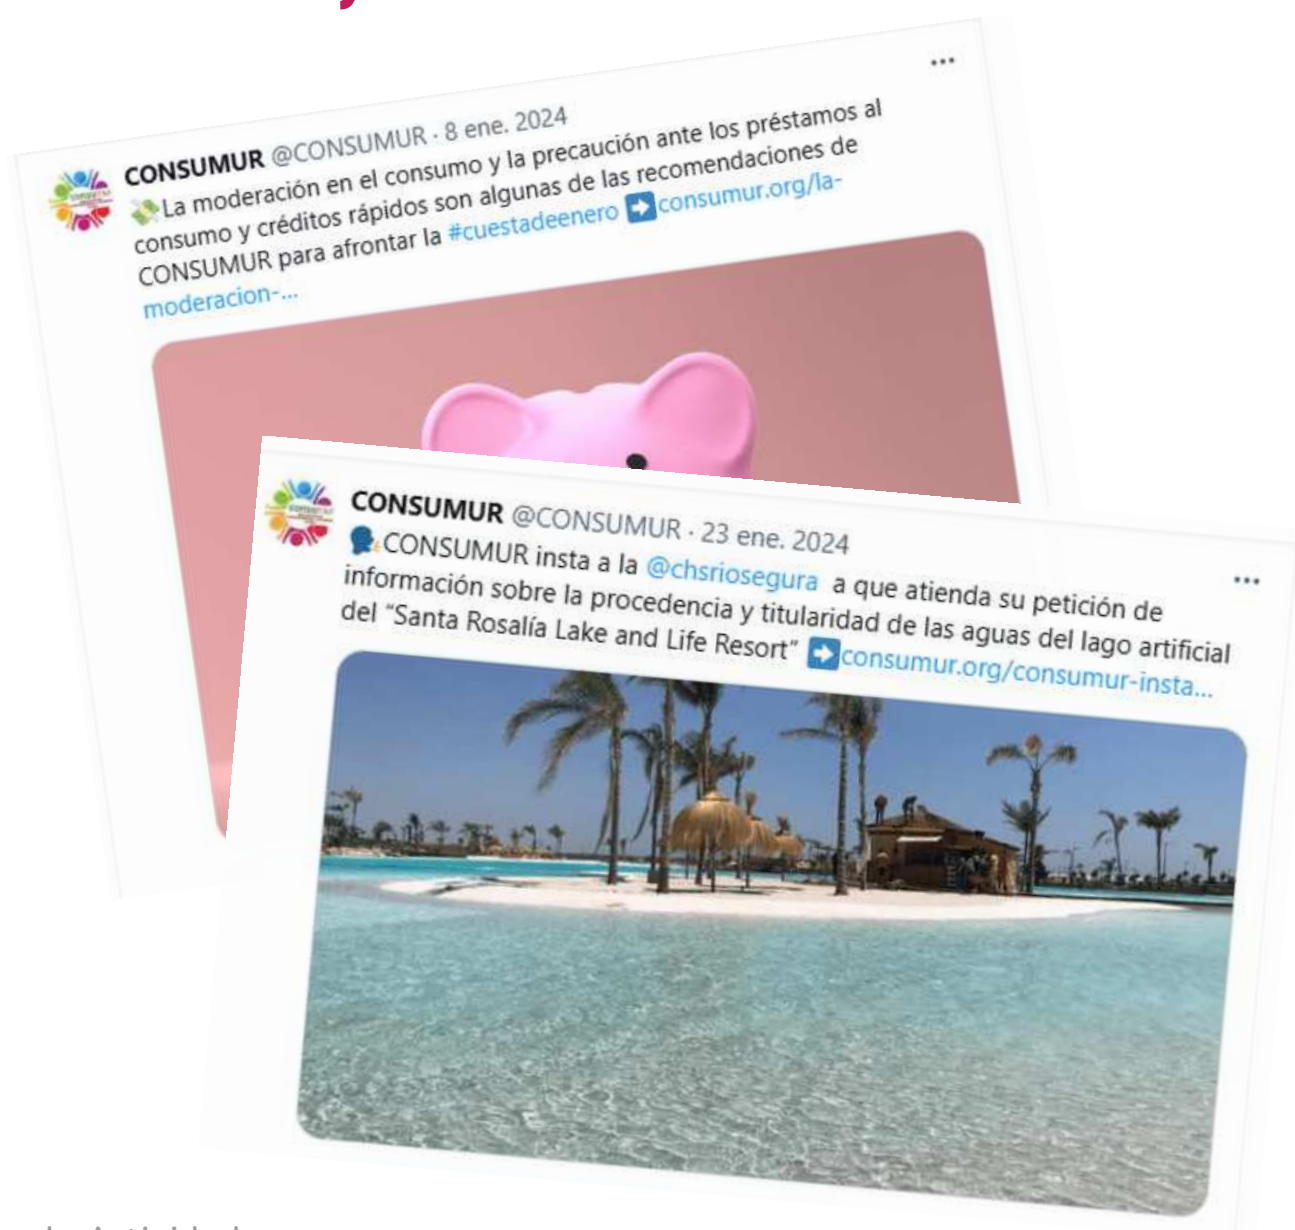 CONSUMUR @CONSUMUR · 8 ene. 2024
💸La moderación en el consumo y la precaución ante los préstamos al
consumo y créditos rápidos son algunas de las recomendaciones de
CONSUMUR para afrontar la #cuestadeenero ➡consumur.org/la-
moderacion-...
CONSUMUR @CONSUMUR · 23 ene. 2024
🗣CONSUMUR insta a la @chsriosegura a que atienda su petición de
información sobre la procedencia y titularidad de las aguas del lago artificial
del “Santa Rosalía Lake and Life Resort” ➡consumur.org/consumur-insta...